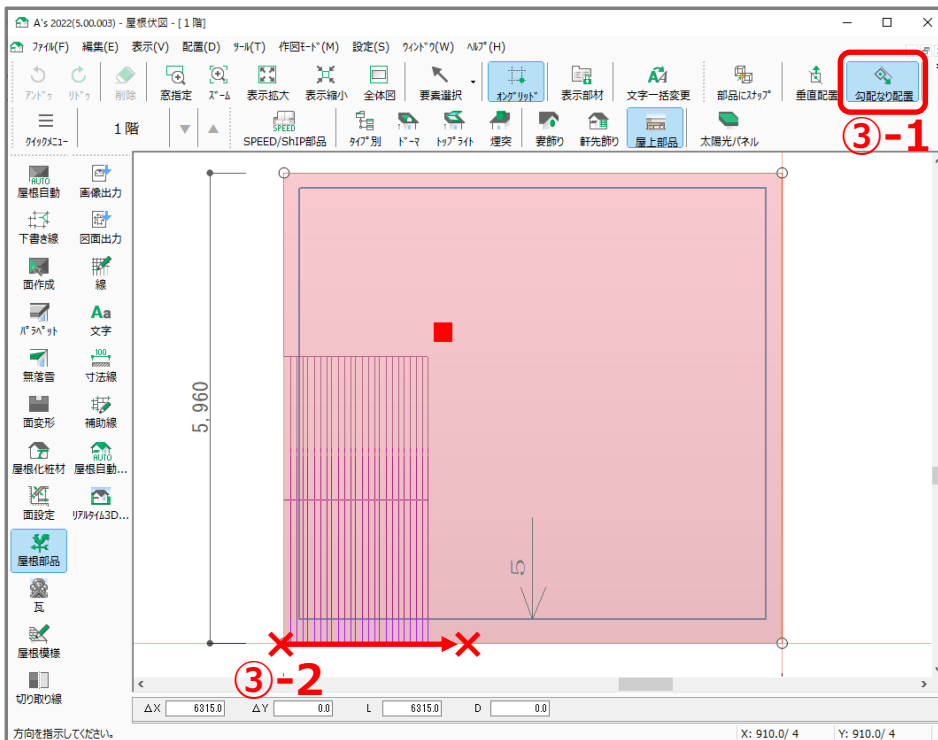 A's 2022(5.00.003) - 屋根伏図 - [1 階]
ﾌｧｲﾙ(F) 編集(E) 表示(V) 配置(D) ﾂｰﾙ(T) 作図ﾓｰﾄﾞ(M) 設定(S) ｳｨﾝﾄﾞｳ(W) ﾍﾙﾌﾟ(H)
ｱﾝﾄﾞｩ ﾘﾄﾞｩ 削除 窓指定 ｽﾞｰﾑ 表示拡大 表示縮小 全体図 要素選択 ｵﾝｸﾞﾘｯﾄﾞ 表示部材 文字一括変更 部品にｽﾅｯﾌﾟ 垂直配置 勾配なり配置
③-1
ｸｲｯｸﾒﾆｭｰ 1階 SPEED SPEED/ShIP部品 ﾀｲﾌﾟ別 ﾄﾞｰﾏ ﾄｯﾌﾟﾗｲﾄ 煙突 妻飾り 軒先飾り 屋上部品 太陽光パネル
AUTO
屋根自動 画像出力
下書き線 図面出力
面作成 線
Aa
ﾊﾟﾗﾍﾟｯﾄ 文字
100
無落雪 寸法線
面変形 補助線
AUTO
屋根化粧材 屋根自動...
面設定 ﾘｱﾙﾀｲﾑ3D...
屋根部品
瓦
屋根模様
切り取り線
5,960
5
③-2
ΔX 6315.0 ΔY 0.0 L 6315.0 D 0.0
方向を指示してください。 X: 910.0/ 4 Y: 910.0/ 4